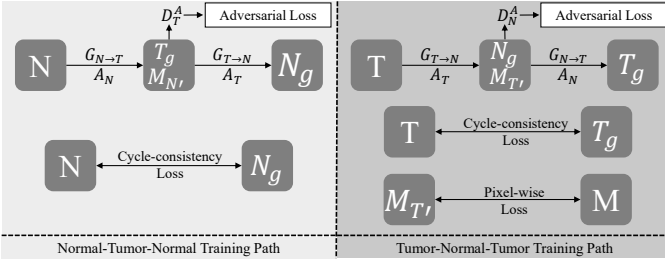 D_T^A
Adversarial Loss
N
G_{N→T}
A_N
T_g
M_{N′}
G_{T→N}
A_T
N_g
N
Cycle-consistency
Loss
N_g
Normal-Tumor-Normal Training Path
D_N^A
Adversarial Loss
T
G_{T→N}
A_T
N_g
M_{T′}
G_{N→T}
A_N
T_g
T
Cycle-consistency
Loss
T_g
M_{T′}
Pixel-wise
Loss
M
Tumor-Normal-Tumor Training Path